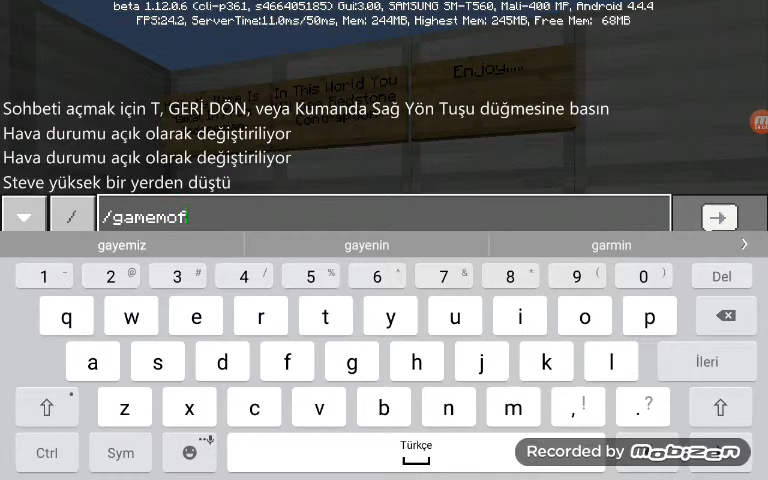 beta 1.12.0.6 (cli-p361, s466405185) Gui:3.00, SAMSUNG SM-T560, Mali-400 MP, Android 4.4.4
FPS:24.2, ServerTime:11.0ms/50ms, Mem: 244MB, Highest Mem: 245MB, Free Mem: 68MB
In This World You
Enjoy.....
Sohbeti açmak için T, GERİ DÖN, veya Kumanda Sağ Yön Tuşu düğmesine basın
Hava durumu açık olarak değiştiriliyor
Hava durumu açık olarak değiştiriliyor
Steve yüksek bir yerden düştü
/ /gamemof
gayemiz gayenin garmin
1 - 2 @ 3 # 4 / 5 % 6 ^ 7 & 8 * 9 ( 0 ) Del
q w e r t y u i o p
a s d f g h j k l İleri
z x c v b n m , ! . ?
Ctrl Sym Türkçe
Recorded by Mobizen